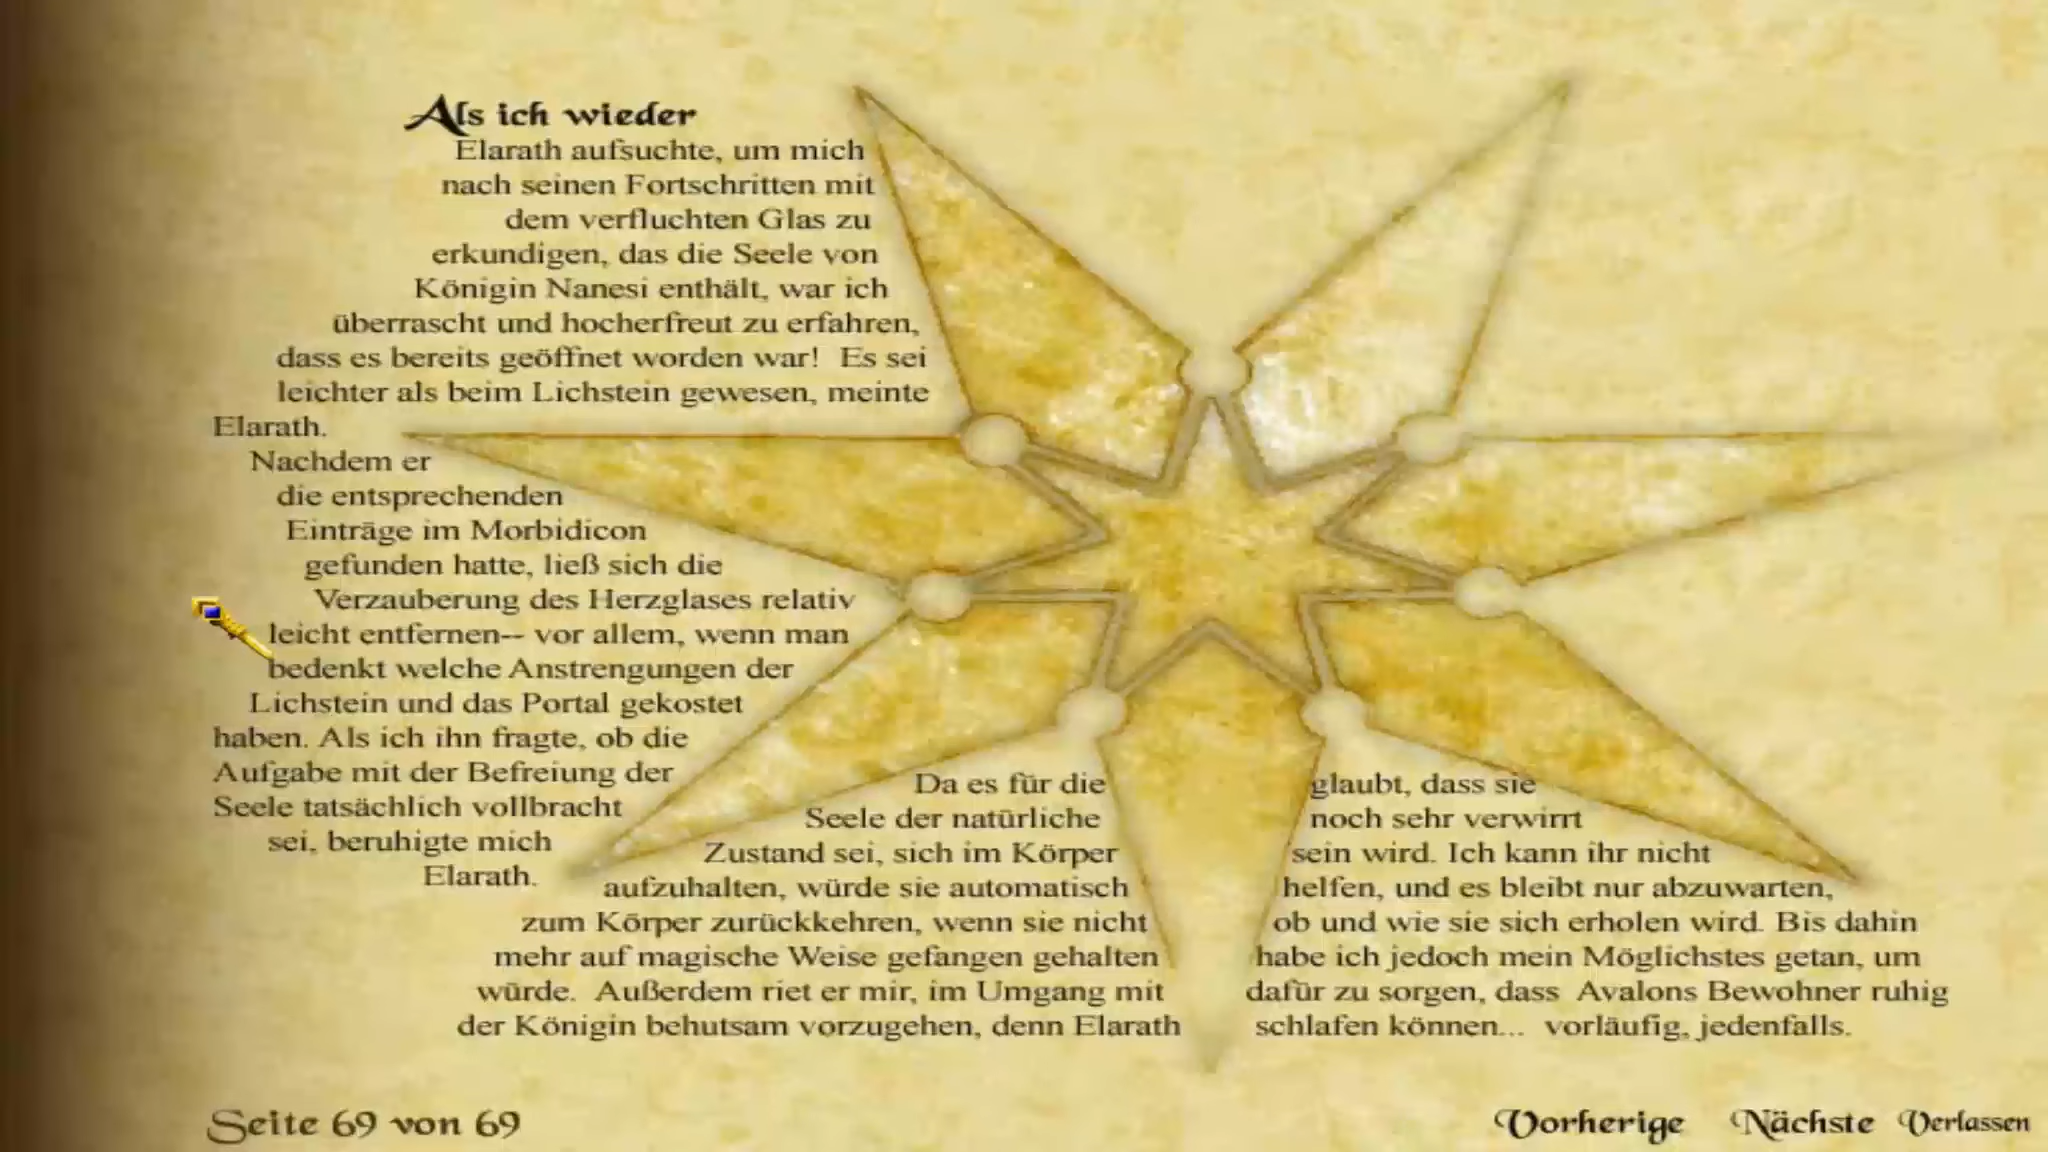 Als ich wieder
Elarath aufsuchte, um mich
nach seinen Fortschritten mit
dem verfluchten Glas zu
erkundigen, das die Seele von
Königin Nanesi enthält, war ich
überrascht und hocherfreut zu erfahren,
dass es bereits geöffnet worden war!  Es sei
leichter als beim Lichstein gewesen, meinte
Elarath.
Nachdem er
die entsprechenden
Einträge im Morbidicon
gefunden hatte, ließ sich die
Verzauberung des Herzglases relativ
leicht entfernen-- vor allem, wenn man
bedenkt welche Anstrengungen der
Lichstein und das Portal gekostet
haben. Als ich ihn fragte, ob die
Aufgabe mit der Befreiung der
Seele tatsächlich vollbracht
sei, beruhigte mich
Elarath.
Da es für die
Seele der natürliche
Zustand sei, sich im Körper
aufzuhalten, würde sie automatisch
zum Körper zurückkehren, wenn sie nicht
mehr auf magische Weise gefangen gehalten
würde.  Außerdem riet er mir, im Umgang mit
der Königin behutsam vorzugehen, denn Elarath
glaubt, dass sie
noch sehr verwirrt
sein wird. Ich kann ihr nicht
helfen, und es bleibt nur abzuwarten,
ob und wie sie sich erholen wird. Bis dahin
habe ich jedoch mein Möglichstes getan, um
dafür zu sorgen, dass  Avalons Bewohner ruhig
schlafen können...  vorläufig, jedenfalls.
Seite 69 von 69
Vorherige Nächste Verlassen